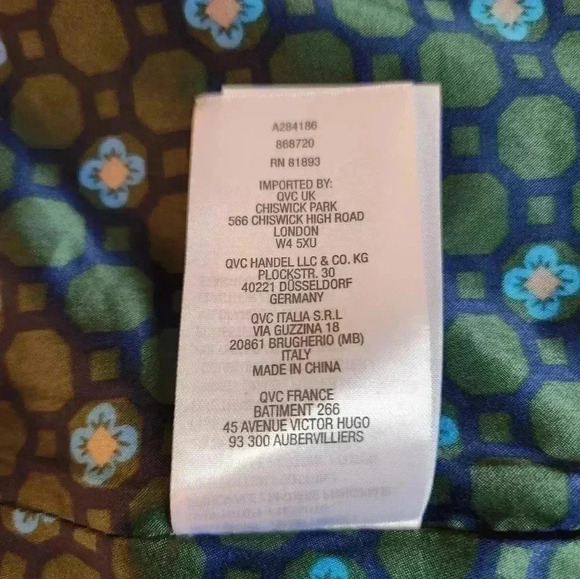 A284186
868720
RN 81893
IMPORTED BY:
QVC UK
CHISWICK PARK
566 CHISWICK HIGH ROAD
LONDON
W4 5XU
QVC HANDEL LLC & CO. KG
PLOCKSTR. 30
40221 DÜSSELDORF
GERMANY
QVC ITALIA S.R.L
VIA GUZZINA 18
20861 BRUGHERIO (MB)
ITALY
MADE IN CHINA
QVC FRANCE
BATIMENT 266
45 AVENUE VICTOR HUGO
93 300 AUBERVILLIERS